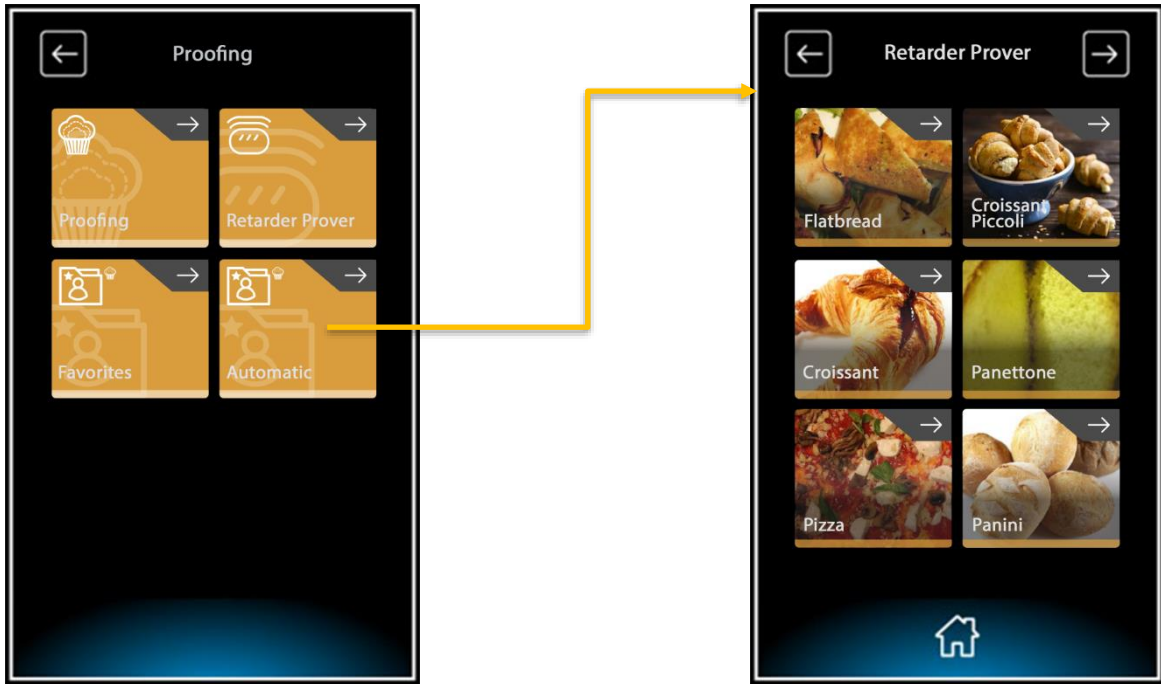 Proofing
Proofing
Retarder Prover
Favorites
Automatic
Retarder Prover
Flatbread
Croissant
Piccoli
Croissant
Panettone
Pizza
Panini